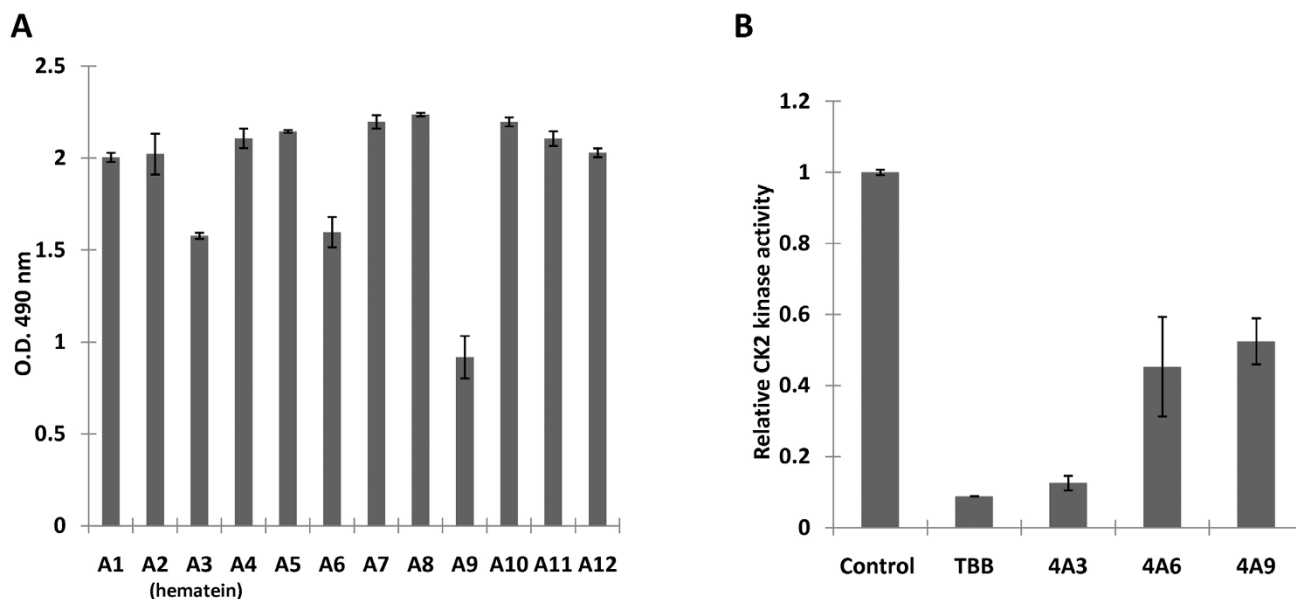 A
O.D. 490 nm
2.5
2
1.5
1
0.5
0
A1 A2 A3 A4 A5 A6 A7 A8 A9 A10 A11 A12
(hematein)
B
Relative CK2 kinase activity
1.2
1
0.8
0.6
0.4
0.2
0
Control TBB 4A3 4A6 4A9